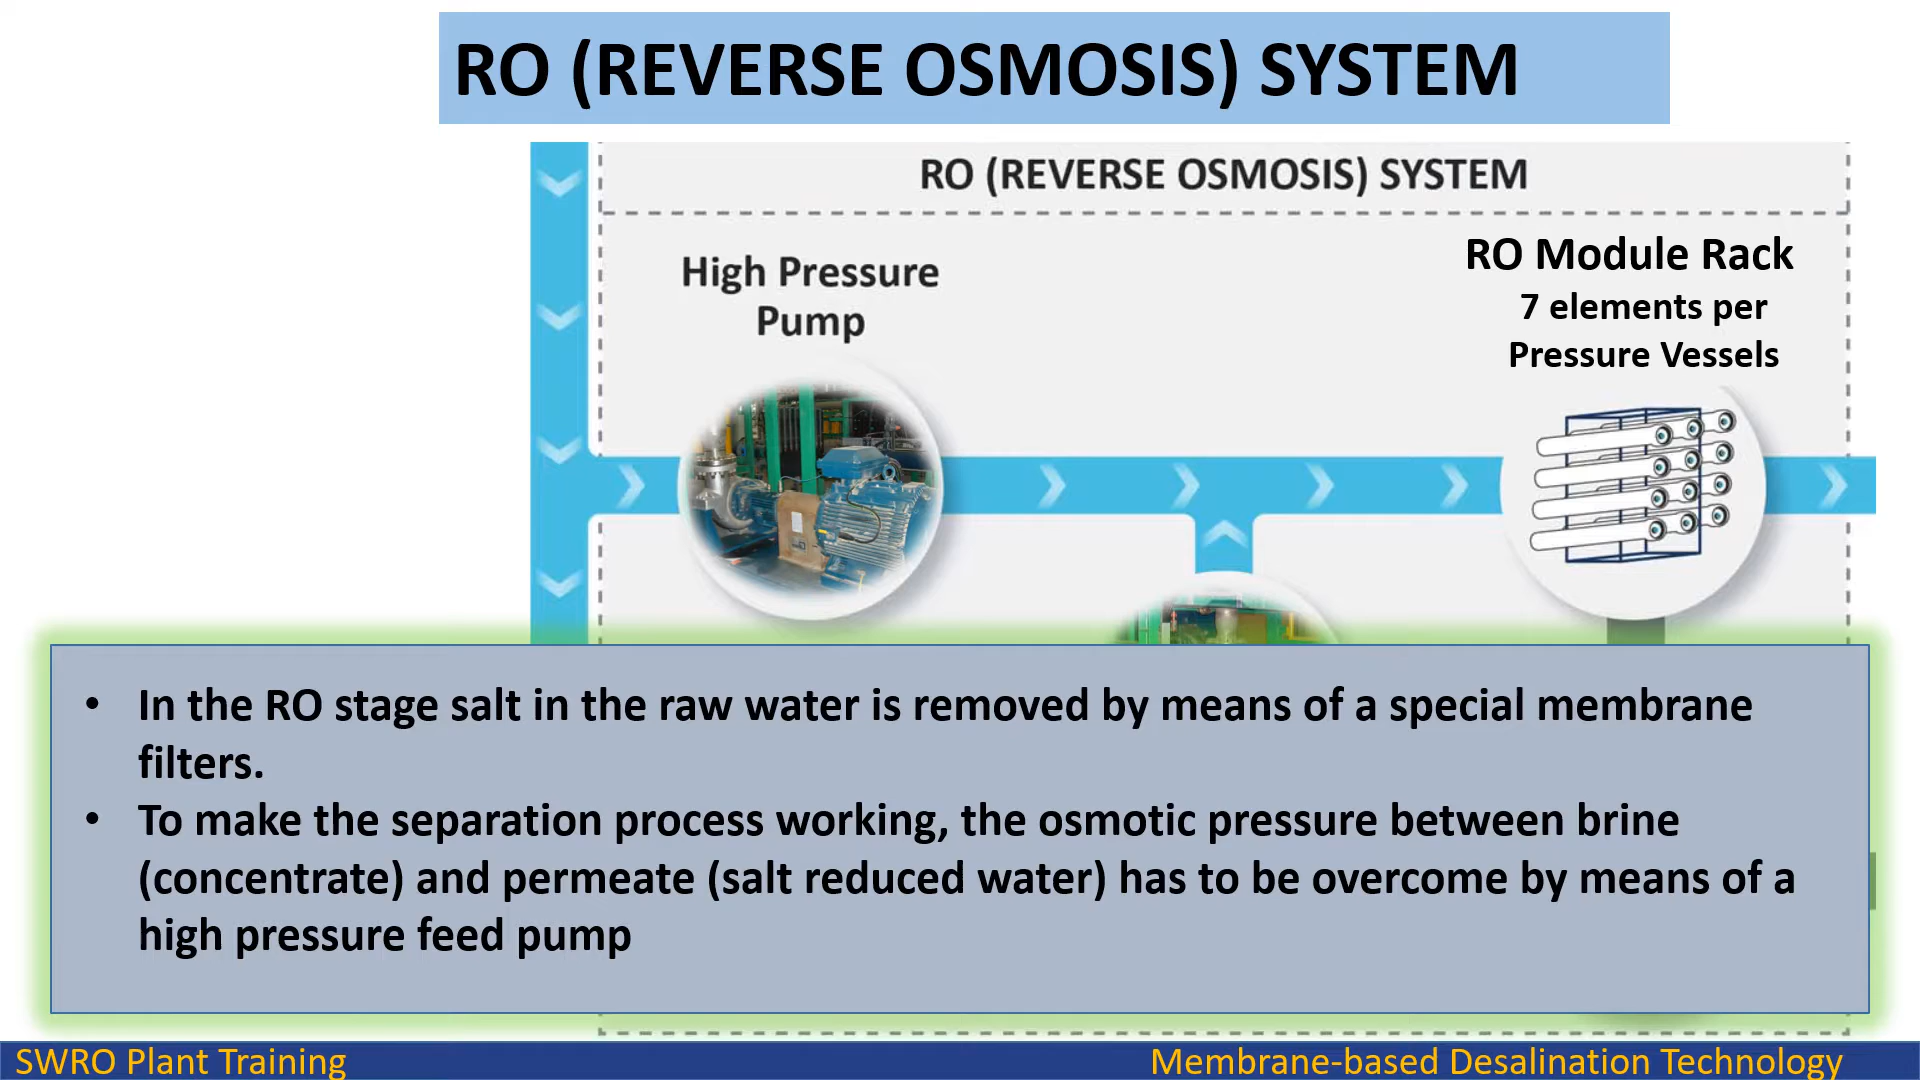 RO (REVERSE OSMOSIS) SYSTEM
RO (REVERSE OSMOSIS) SYSTEM
High Pressure
Pump
RO Module Rack
7 elements per
Pressure Vessels
• In the RO stage salt in the raw water is removed by means of a special membrane
filters.
• To make the separation process working, the osmotic pressure between brine
(concentrate) and permeate (salt reduced water) has to be overcome by means of a
high pressure feed pump
SWRO Plant Training
Membrane-based Desalination Technology